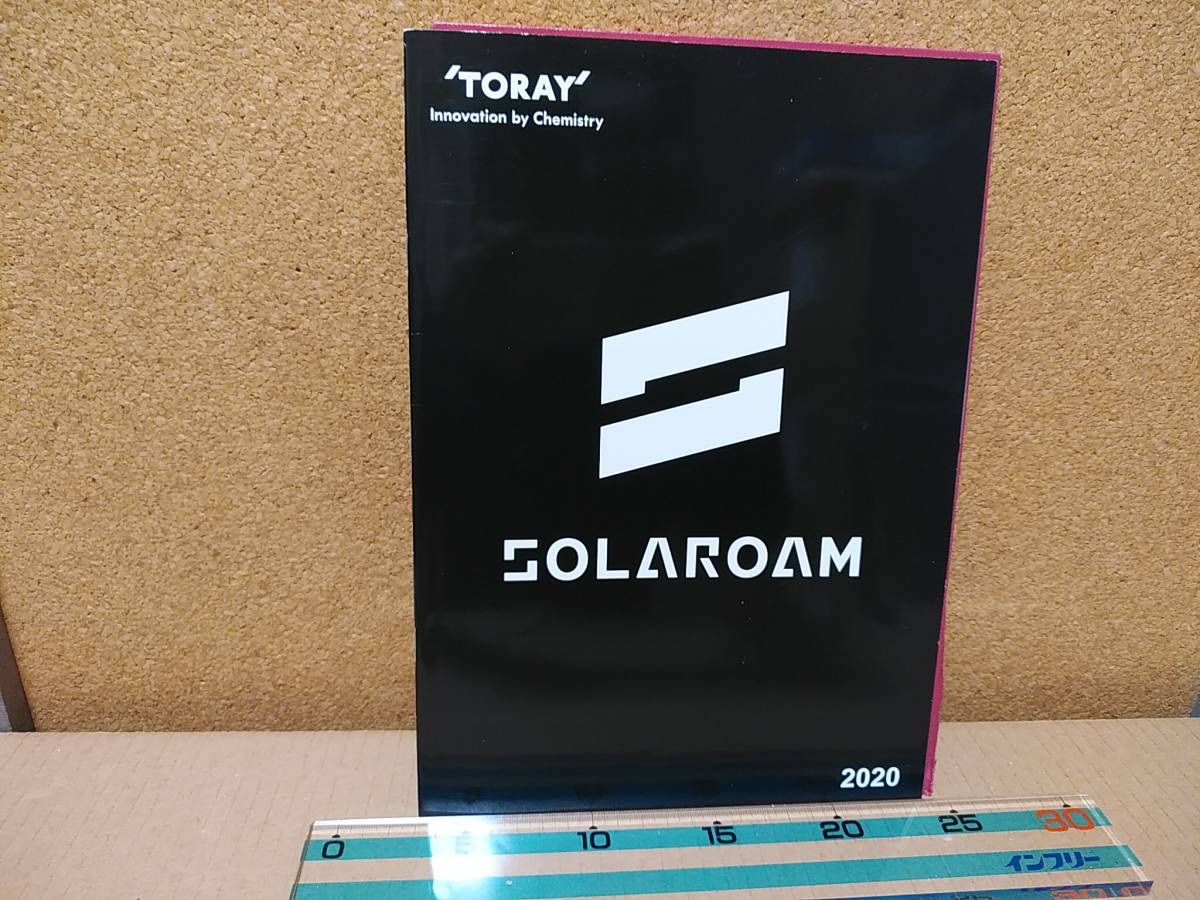 'TORAY'
Innovation by Chemistry
SOLAROAM
2020
0 5 10 15 20 25 30
インフリー